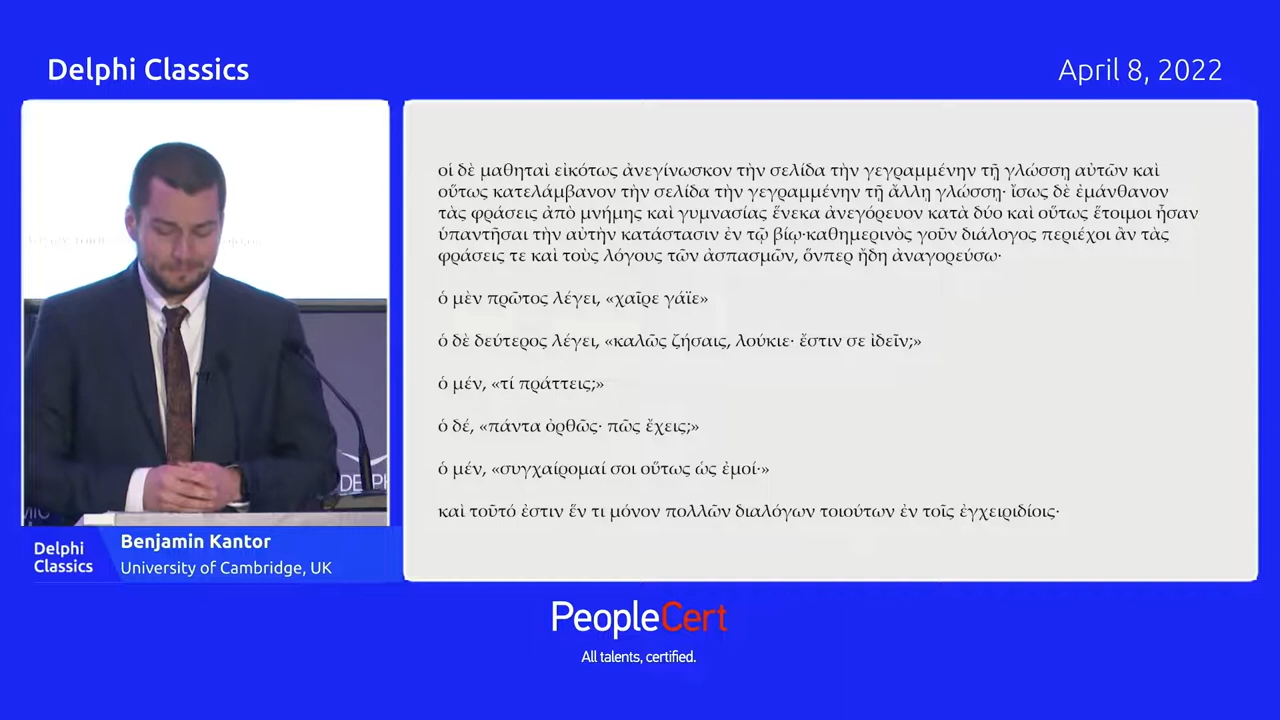 Delphi Classics
April 8, 2022
οἱ δὲ μαθηταὶ εἰκότως ἀνεγίνωσκον τὴν σελίδα τὴν γεγραμμένην τῇ γλώσσῃ αὐτῶν καὶ
οὕτως κατελάμβανον τὴν σελίδα τὴν γεγραμμένην τῇ ἄλλῃ γλώσσῃ· ἴσως δὲ ἐμάνθανον
τὰς φράσεις ἀπὸ μνήμης καὶ γυμνασίας ἕνεκα ἀνεγόρευον κατὰ δύο καὶ οὕτως ἕτοιμοι ἦσαν
ὑπαντῆσαι τὴν αὐτὴν κατάστασιν ἐν τῷ βίῳ·καθημερινὸς γοῦν διάλογος περιέχοι ἂν τὰς
φράσεις τε καὶ τοὺς λόγους τῶν ἀσπασμῶν, ὅνπερ ἤδη ἀναγορεύσω·
ὁ μὲν πρῶτος λέγει, «χαῖρε γάϊε»
ὁ δὲ δεύτερος λέγει, «καλῶς ζήσαις, λούκιε· ἔστιν σε ἰδεῖν;»
ὁ μέν, «τί πράττεις;»
ὁ δέ, «πάντα ὀρθῶς· πῶς ἔχεις;»
ὁ μέν, «συγχαίρομαί σοι οὕτως ὡς ἐμοί·»
καὶ τοῦτό ἐστιν ἕν τι μόνον πολλῶν διαλόγων τοιούτων ἐν τοῖς ἐγχειριδίοις·
DELPH
Delphi
Classics
Benjamin Kantor
University of Cambridge, UK
PeopleCert
All talents, certified.